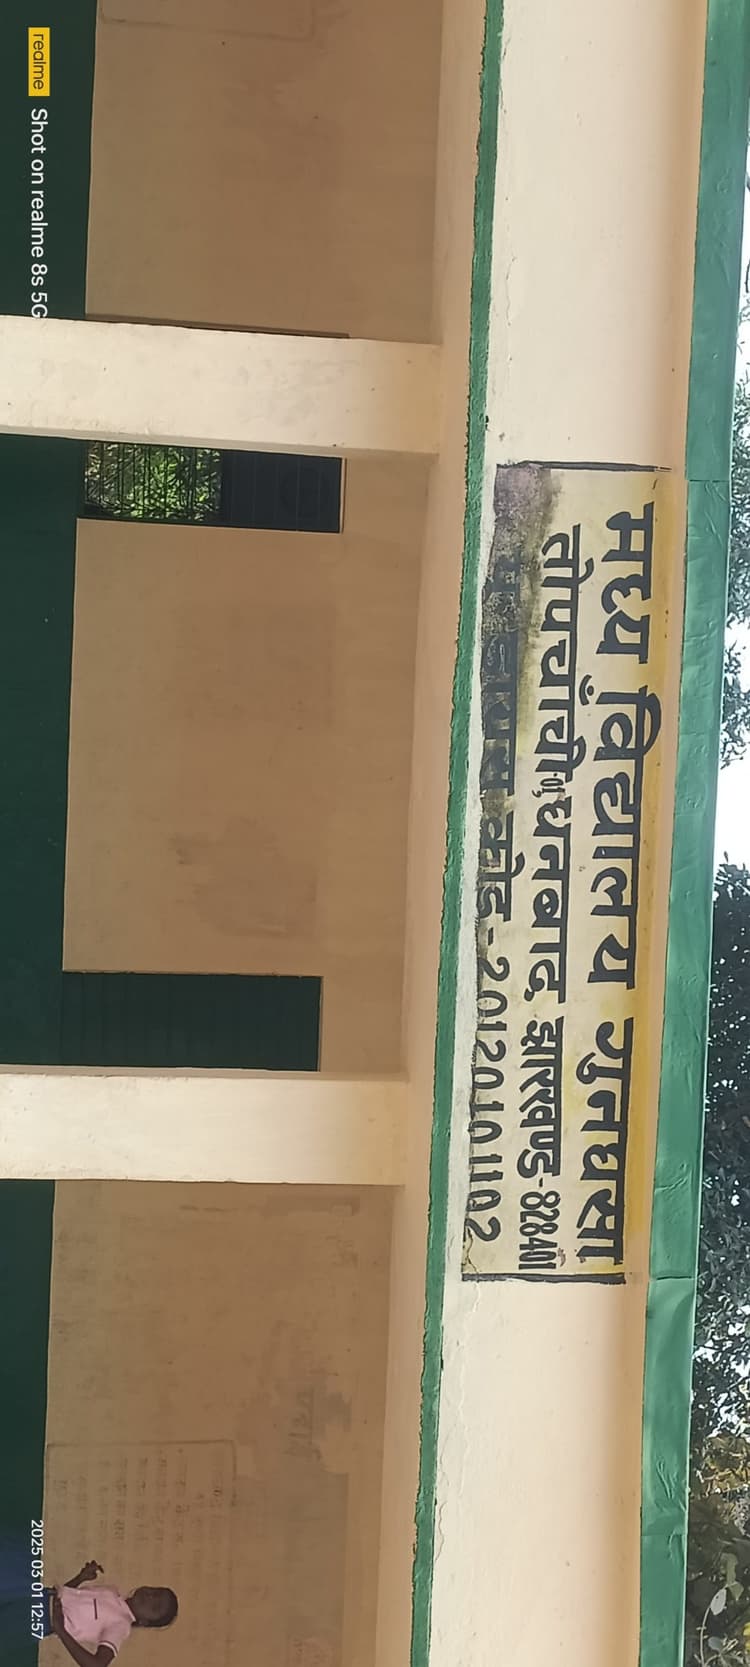 मध्य विद्यालय गुनघसा
तोपचाँची, धनबाद, झारखण्ड-828401
कोड-20120101102
realme Shot on realme 8s 5G
2025 03 01 12:57